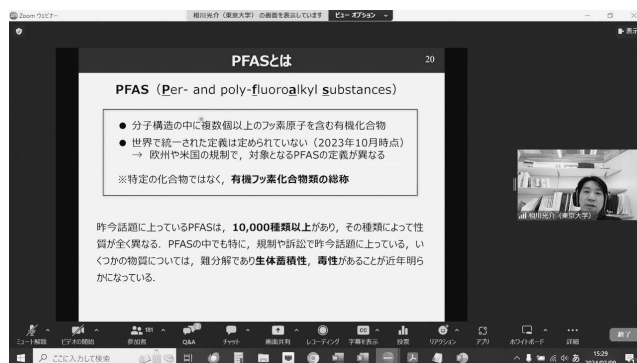 Zoom ウェビナー
相川光介（東京大学）の画面を表示しています ビュー オプション
表示
PFASとは 20
PFAS（Per- and poly-fluoroalkyl substances）
● 分子構造の中に複数個以上のフッ素原子を含む有機化合物
● 世界で統一された定義は定められていない（2023年10月時点）
→ 欧州や米国の規制で，対象となるPFASの定義が異なる
※特定の化合物ではなく，有機フッ素化合物類の総称
昨今話題に上っているPFASは，10,000種類以上があり，その種類によって性
質が全く異なる．PFASの中でも特に，規制や訴訟で昨今話題に上っている，い
くつかの物質については，難分解であり生体蓄積性，毒性があることが近年明ら
かになっている．
相川光介（東京大学）
181
ミュート解除 ビデオの開始 参加者 Q&A チャット 画面共有 レコーディング 字幕を表示 投票 リアクション アプリ ホワイトボード 詳細 終了
ここに入力して検索
あ 15:29